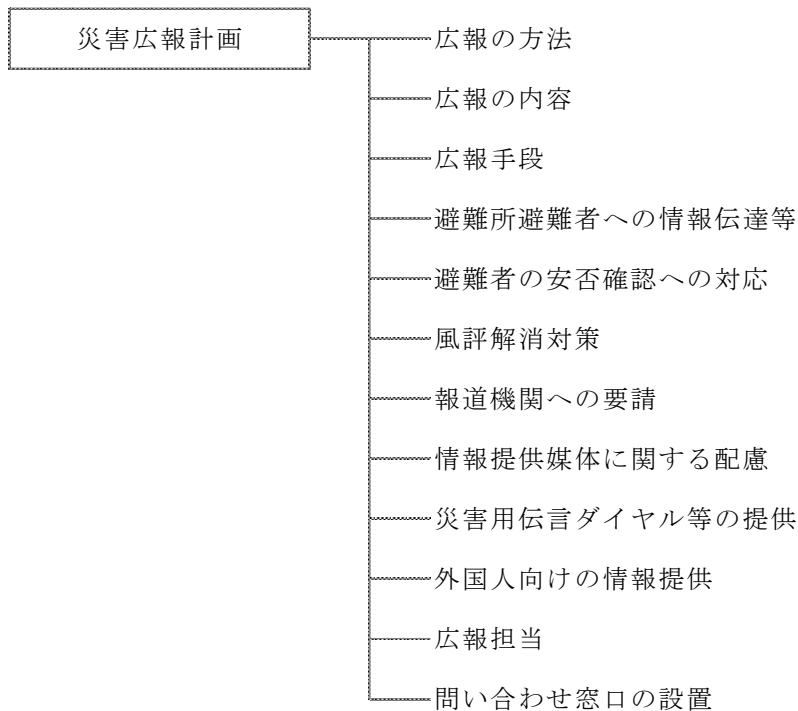 災害広報計画
広報の方法
広報の内容
広報手段
避難所避難者への情報伝達等
避難者の安否確認への対応
風評解消対策
報道機関への要請
情報提供媒体に関する配慮
災害用伝言ダイヤル等の提供
外国人向けの情報提供
広報担当
問い合わせ窓口の設置